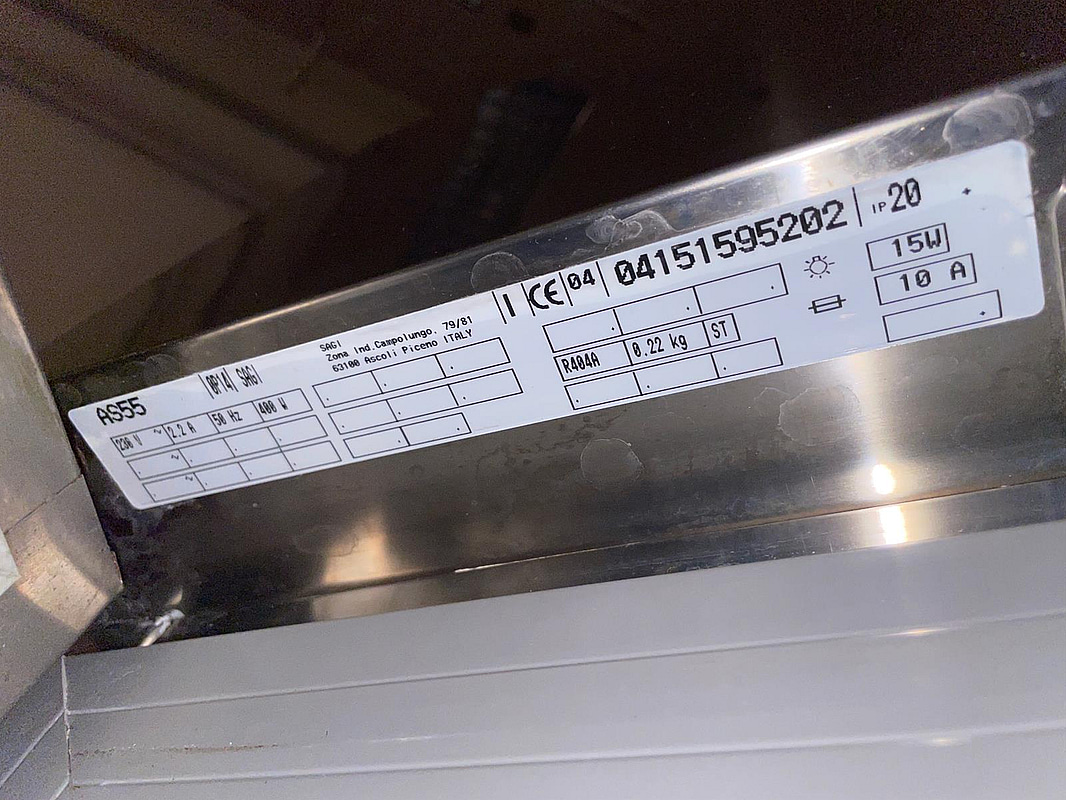 AS55
0P14 SAGI
SAGI
Zona Ind.Campolungo, 79/81
63100 Ascoli Piceno ITALY
I CE 04 04151595202 IP20
230 V ~ 2.2 A 50 Hz 400 W
~
~
R404A 0.22 kg ST
15W
10 A